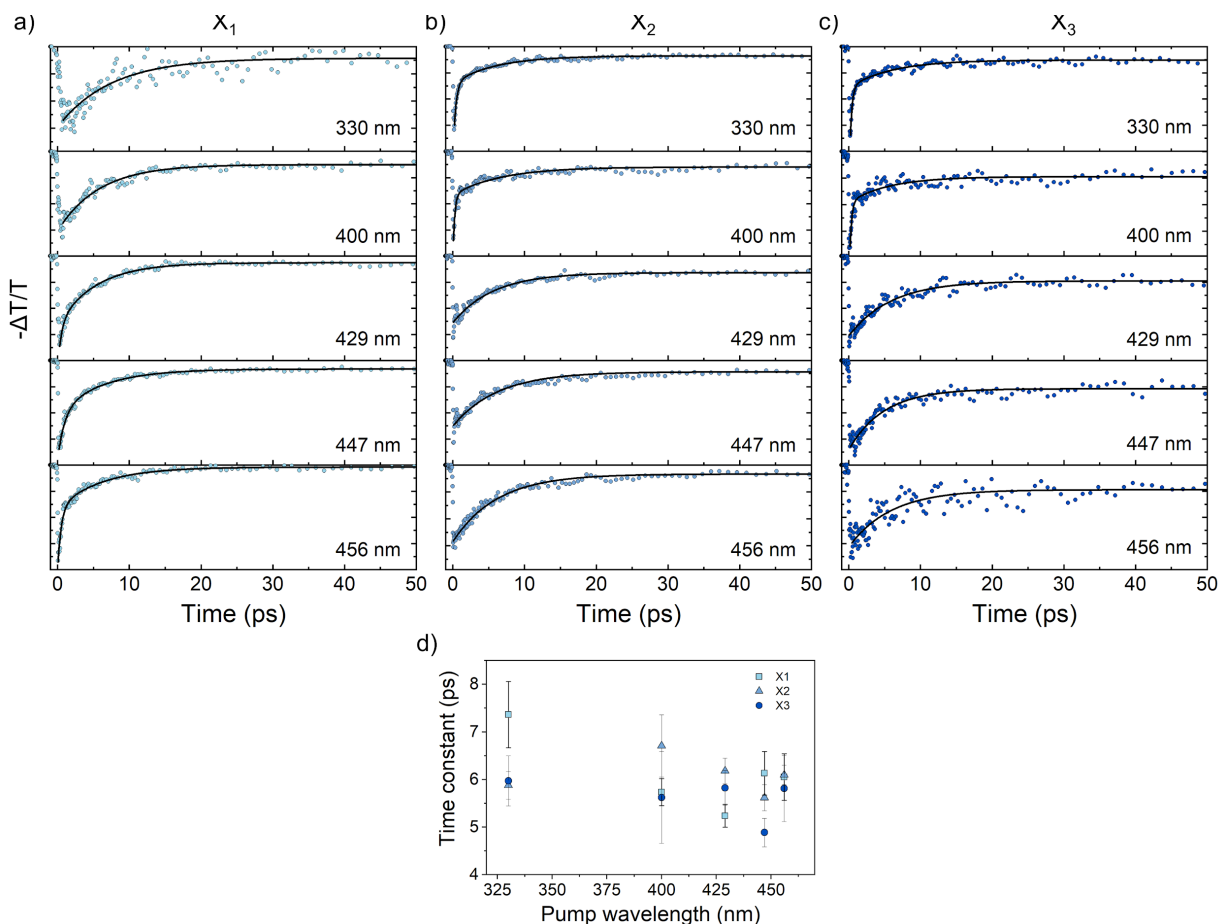 a) X₁
330 nm
400 nm
429 nm
447 nm
456 nm
0 10 20 30 40 50
Time (ps)
-ΔT/T
b) X₂
330 nm
400 nm
429 nm
447 nm
456 nm
0 10 20 30 40 50
Time (ps)
c) X₃
330 nm
400 nm
429 nm
447 nm
456 nm
0 10 20 30 40 50
Time (ps)
d)
Time constant (ps)
8
7
6
5
4
X1
X2
X3
325 350 375 400 425 450
Pump wavelength (nm)